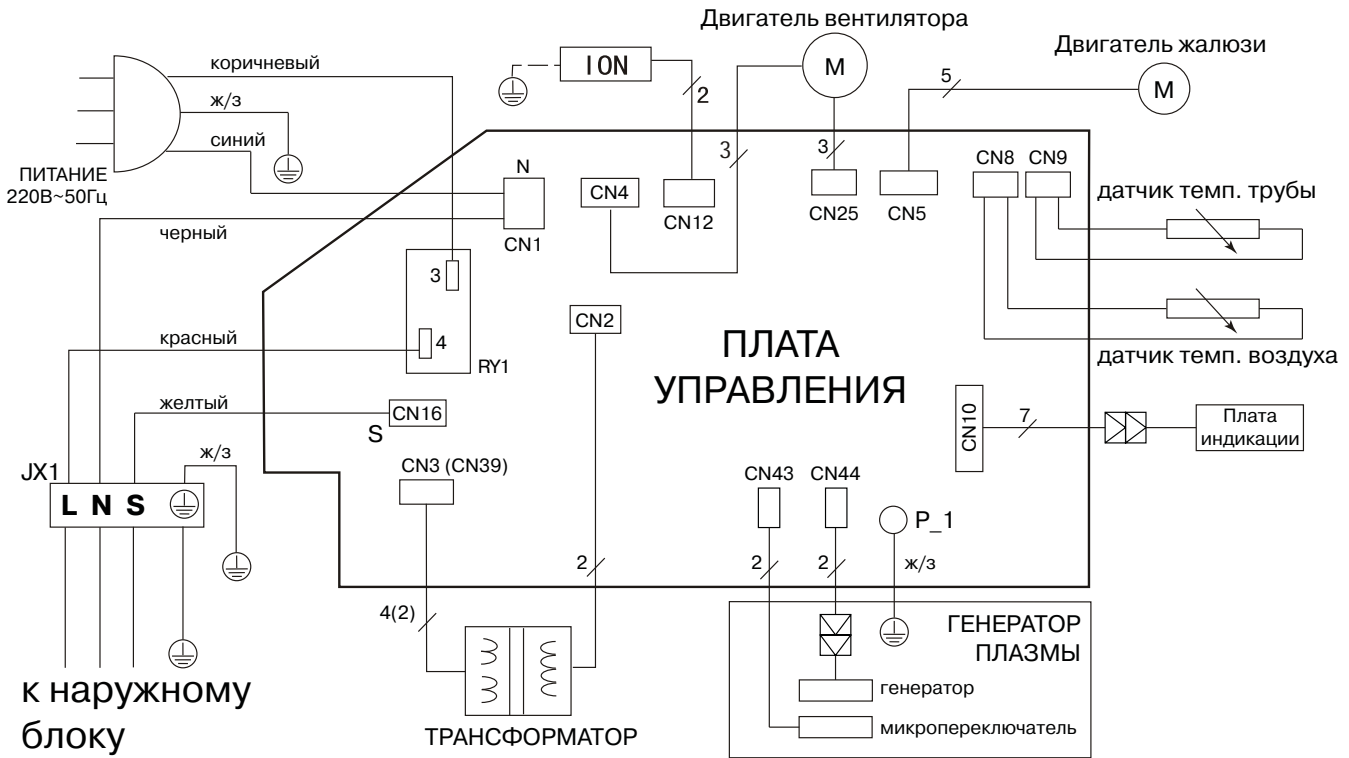 Двигатель вентилятора
Двигатель жалюзи
коричневый
ION
M
M
5
2
ж/з
синий
3
3
ПИТАНИЕ
220В~50Гц
N
CN4
CN12
CN25
CN5
CN8 CN9
датчик темп. трубы
CN1
черный
3
CN2
ПЛАТА
УПРАВЛЕНИЯ
красный
4
RY1
датчик темп. воздуха
желтый
CN16
S
CN10
7
Плата
индикации
ж/з
JX1
L N S
CN3 (CN39)
CN43
CN44
P_1
2
2
2
ж/з
4(2)
ГЕНЕРАТОР
ПЛАЗМЫ
генератор
микропереключатель
к наружному
блоку
ТРАНСФОРМАТОР